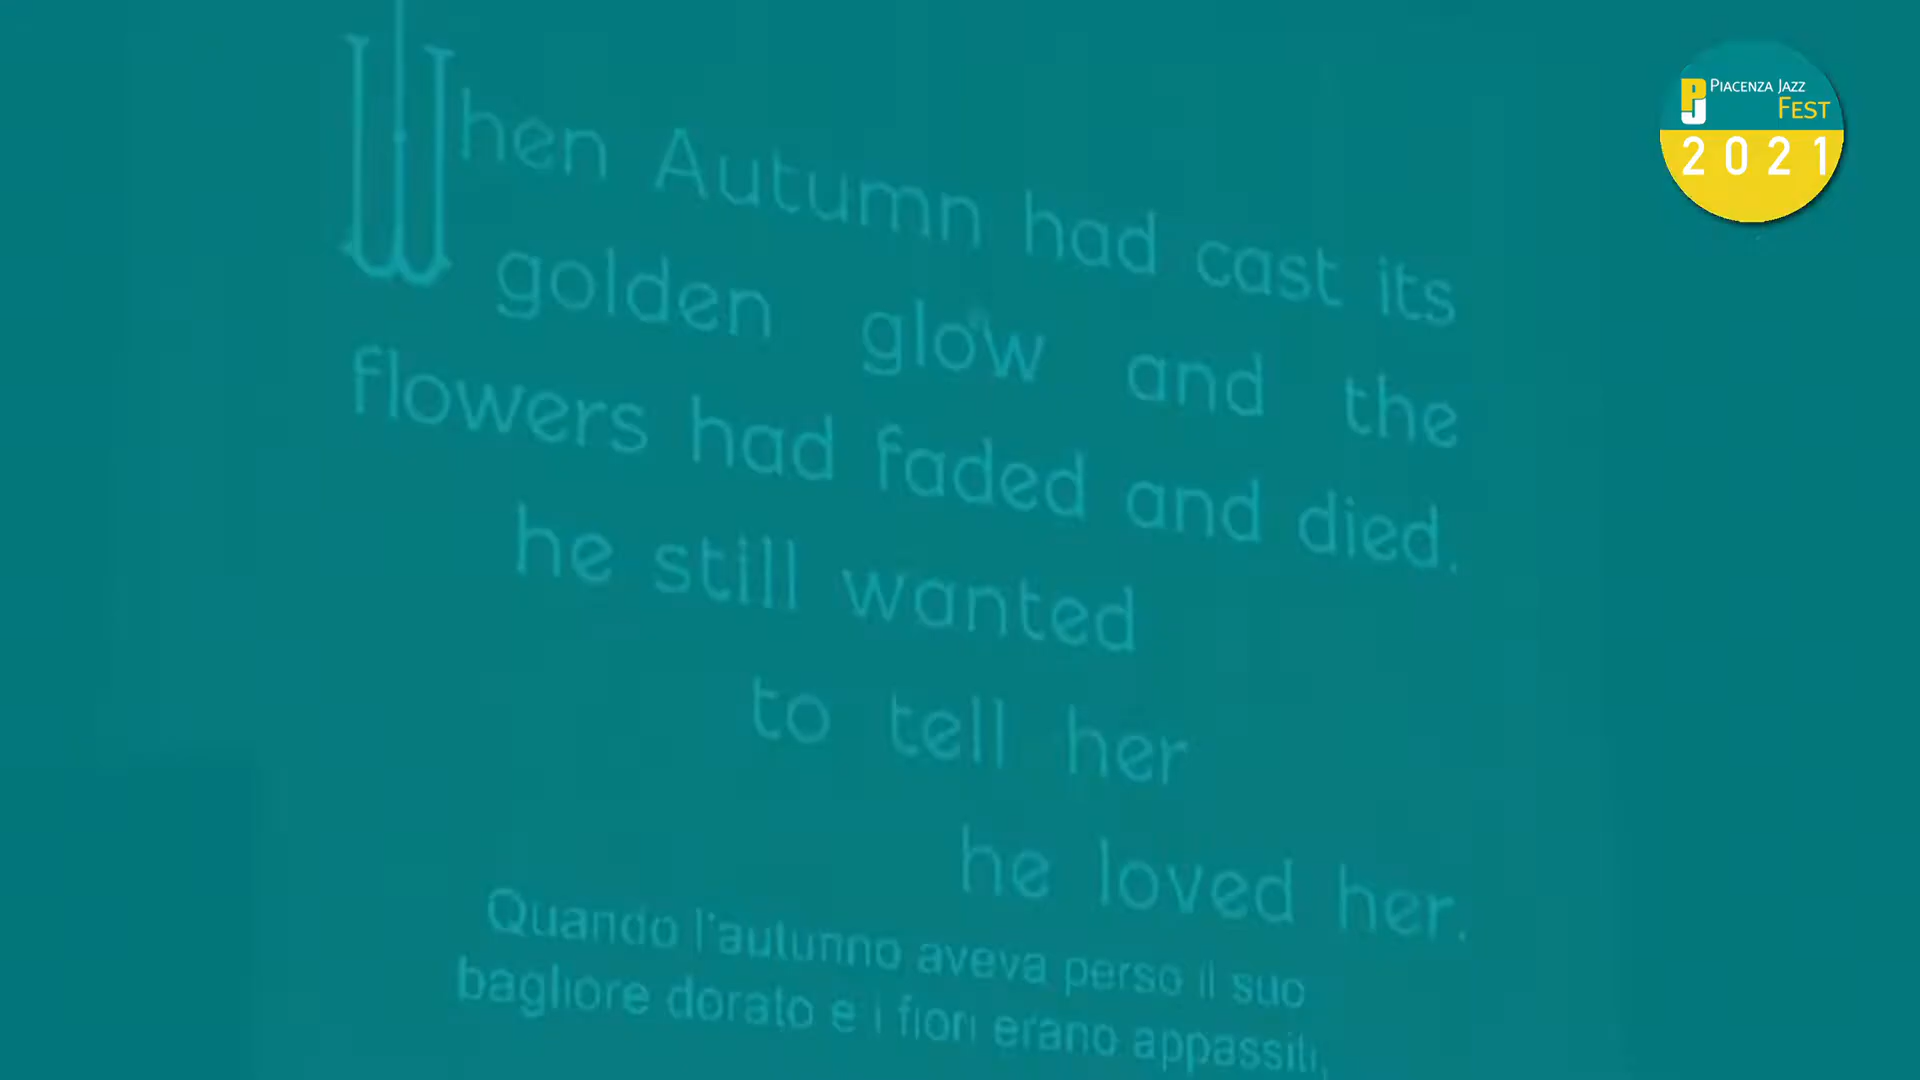 When Autumn had cast its
golden glow and the
flowers had faded and died.
he still wanted
to tell her
he loved her.
Quando l'autunno aveva perso il suo
bagliore dorato e i fiori erano appassiti,
PJ PIACENZA JAZZ
FEST
2021